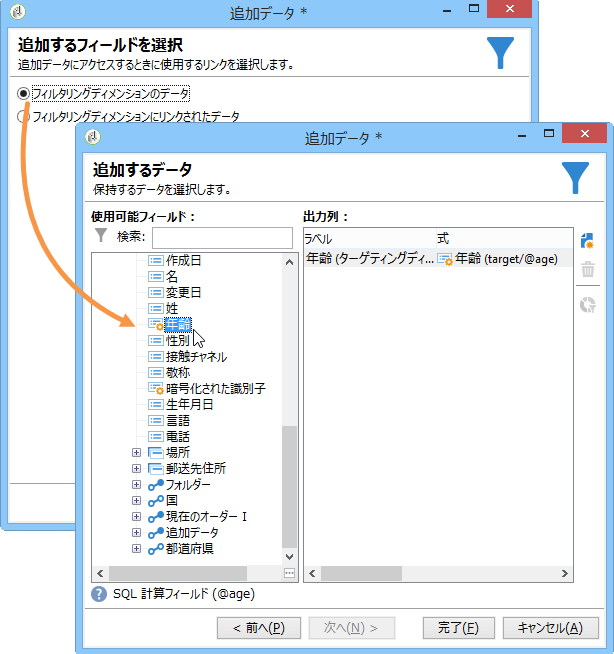 追加データ *
追加するフィールドを選択
追加データにアクセスするときに使用するリンクを選択します。
フィルタリングディメンションのデータ
フィルタリングディメンションにリンクされたデータ
追加データ *
追加するデータ
保持するデータを選択します。
使用可能フィールド：
検索:
作成日
名
変更日
姓
年齢
性別
接触チャネル
敬称
暗号化された識別子
生年月日
言語
電話
場所
郵送先住所
フォルダー
国
現在のオーダー I
追加データ
都道府県
出力列：
ラベル 式
年齢 (ターゲティングディ... 年齢 (target/@age)
SQL 計算フィールド (@age)
< 前へ(P) 次へ(N) > 完了(F) キャンセル(A)